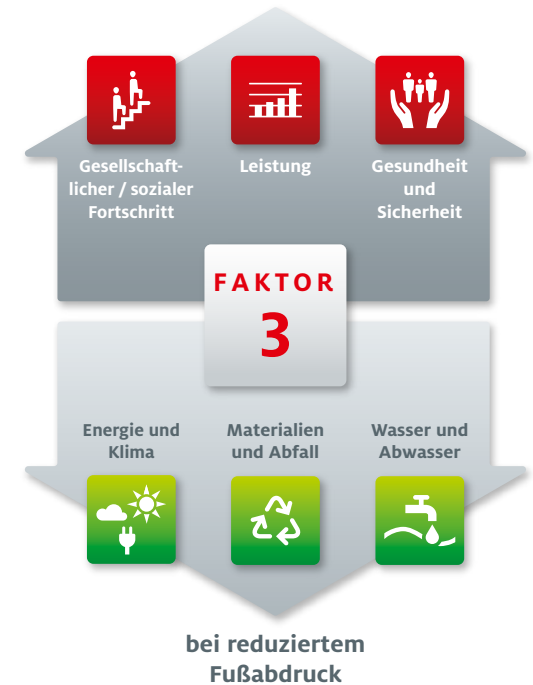 Gesellschaft-
licher / sozialer
Fortschritt
Leistung
Gesundheit
und
Sicherheit
FAKTOR
3
Energie und
Klima
Materialien
und Abfall
Wasser und
Abwasser
bei reduziertem
Fußabdruck